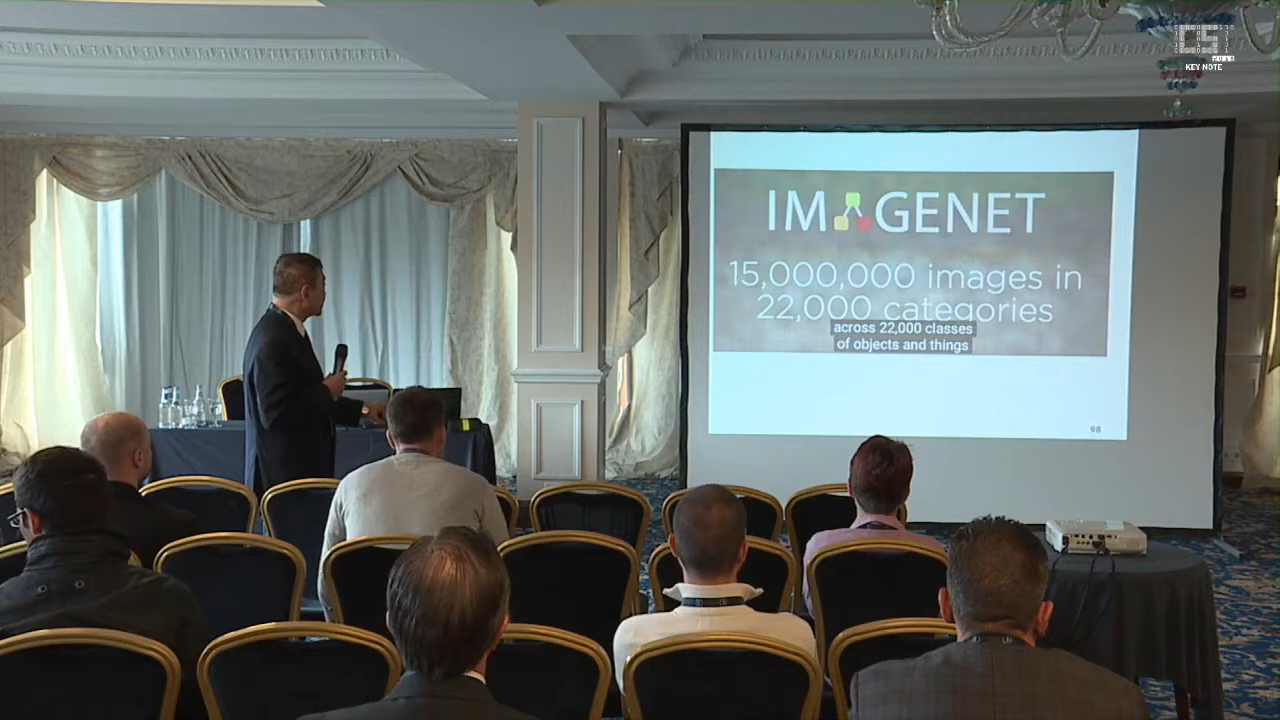 KEY NOTE
IMAGENET
15,000,000 images in
22,000 categories
across 22,000 classes
of objects and things
98